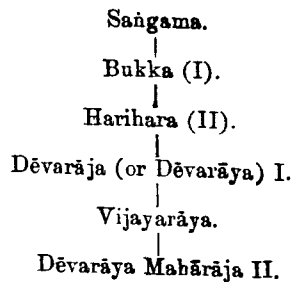 Saṅgama.
Bukka (I).
Harihara (II).
Dēvarāja (or Dēvarāya) I.
Vijayarāya.
Dēvarāya Mahārāja II.